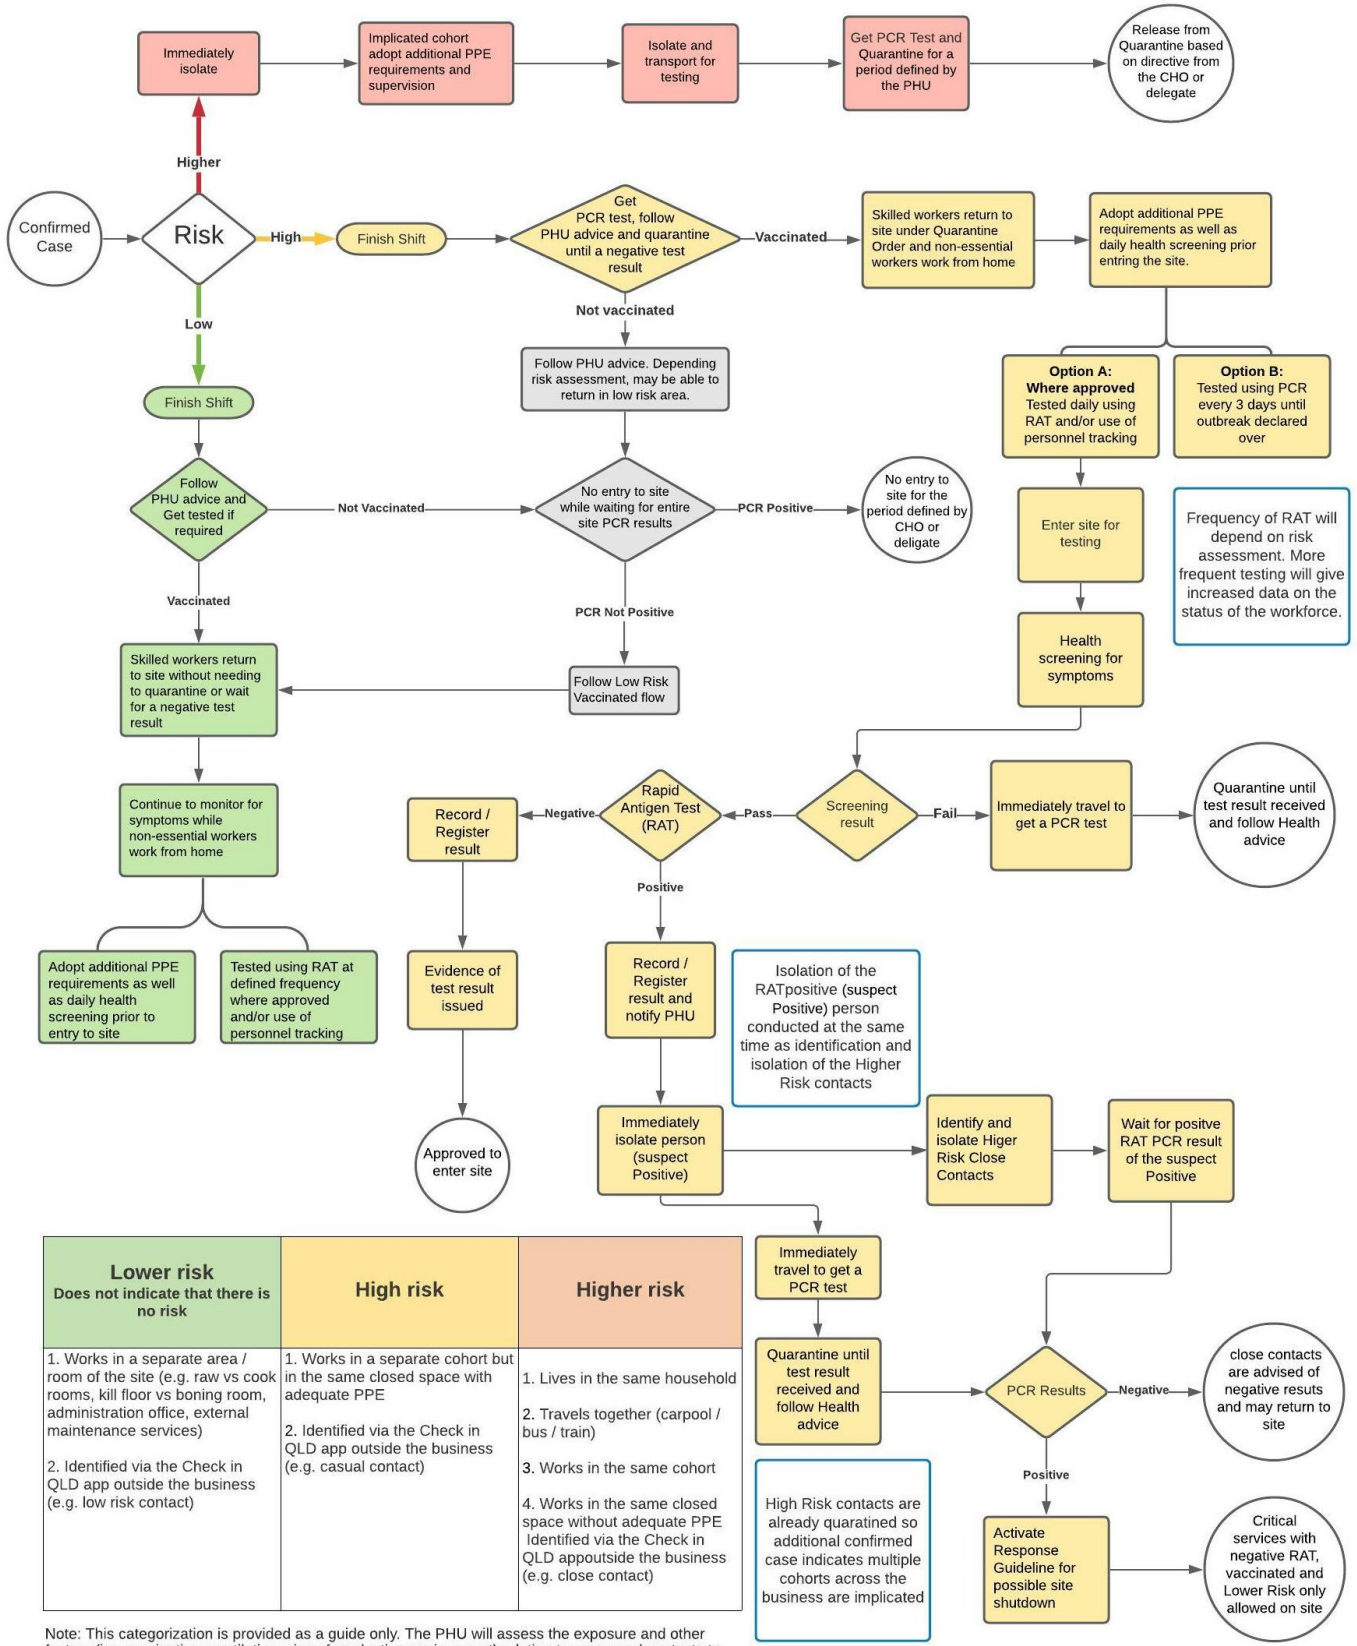 Immediately
isolate
Implicated cohort
adopt additional PPE
requirements and
supervision
Isolate and
transport for
testing
Get PCR Test and
Quarantine for a
period defined by
the PHU
Release from
Quarantine based
on directive from
the CHO or
delegate
Higher
Confirmed
Case
Risk
High
Finish Shift
Get
PCR test, follow
PHU advice and quarantine
until a negative test
result
Vaccinated
Skilled workers return to
site under Quarantine
Order and non-essential
workers work from home
Adopt additional PPE
requirements as well as
daily health screening prior
entring the site.
Low
Not vaccinated
Finish Shift
Follow PHU advice. Depending
risk assessment, may be able to
return in low risk area.
Option A:
Where approved
Tested daily using
RAT and/or use of
personnel tracking
Option B:
Tested using PCR
every 3 days until
outbreak declared
over
Follow
PHU advice and
Get tested if
required
Not Vaccinated
No entry to site
while waiting for entire
site PCR results
PCR Positive
No entry to
site for the
period defined by
CHO or
deligate
Enter site for
testing
Frequency of RAT will
depend on risk
assessment. More
frequent testing will give
increased data on the
status of the workforce.
Vaccinated
PCR Not Positive
Skilled workers return
to site without needing
to quarantine or wait
for a negative test
result
Follow Low Risk
Vaccinated flow
Health
screening for
symptoms
Continue to monitor for
symptoms while
non-essential workers
work from home
Record /
Register
result
Negative
Rapid
Antigen Test
(RAT)
Pass
Screening
result
Fail
Immediately travel to
get a PCR test
Quarantine until
test result received
and follow Health
advice
Positive
Adopt additional PPE
requirements as well
as daily health
screening prior to
entry to site
Tested using RAT at
defined frequency
where approved
and/or use of
personnel tracking
Evidence of
test result
issued
Record /
Register
result and
notify PHU
Isolation of the
RATpositive (suspect
Positive) person
conducted at the same
time as identification and
isolation of the Higher
Risk contacts
Approved to
enter site
Immediately
isolate person
(suspect
Positive)
Identify and
isolate Higer
Risk Close
Contacts
Wait for positve
RAT PCR result
of the suspect
Positive
Immediately
travel to get a
PCR test
Quarantine until
test result
received and
follow Health
advice
PCR Results
Negative
close contacts
are advised of
negative resuts
and may return to
site
Positive
High Risk contacts are
already quaratined so
additional confirmed
case indicates multiple
cohorts across the
business are implicated
Activate
Response
Guideline for
possible site
shutdown
Critical
services with
negative RAT,
vaccinated and
Lower Risk only
allowed on site
Lower risk
Does not indicate that there is
no risk
High risk
Higher risk
1. Works in a separate area /
room of the site (e.g. raw vs cook
rooms, kill floor vs boning room,
administration office, external
maintenance services)
2. Identified via the Check in
QLD app outside the business
(e.g. low risk contact)
1. Works in a separate cohort but
in the same closed space with
adequate PPE
2. Identified via the Check in
QLD app outside the business
(e.g. casual contact)
1. Lives in the same household
2. Travels together (carpool /
bus / train)
3. Works in the same cohort
4. Works in the same closed
space without adequate PPE
Identified via the Check in
QLD appoutside the business
(e.g. close contact)
Note: This categorization is provided as a guide only. The PHU will assess the exposure and other